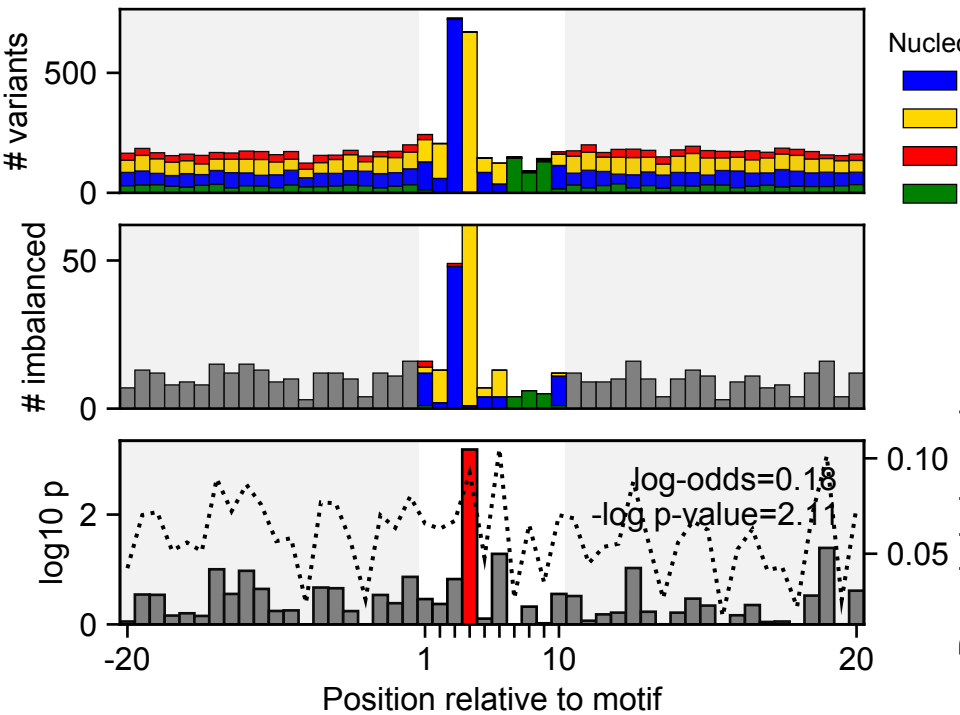 # variants
500
0
Nucleo
# imbalanced
50
0
log10 p
2
0
log-odds=0.18
-log p-value=2.11
0.10
0.05
-20
1
10
20
Position relative to motif